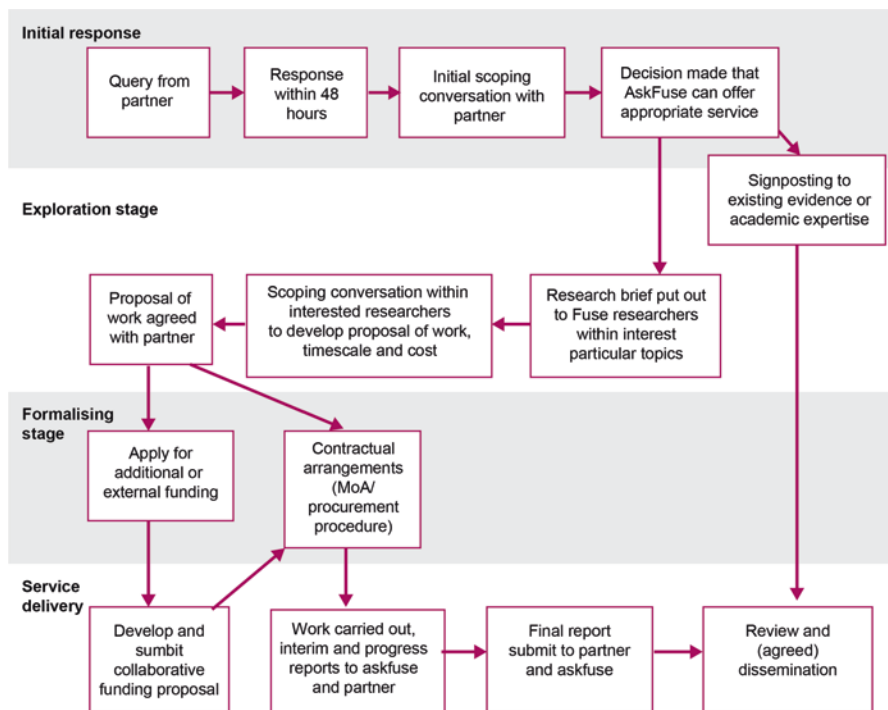 Initial response
Query from
partner
Response
within 48
hours
Initial scoping
conversation with
partner
Decision made that
AskFuse can offer
appropriate service
Signposting to
existing evidence or
academic expertise
Exploration stage
Proposal of
work agreed
with partner
Scoping conversation within
interested researchers
to develop proposal of work,
timescale and cost
Research brief put out
to Fuse researchers
within interest
particular topics
Formalising
stage
Apply for
additional or
external funding
Contractual
arrangements
(MoA/
procurement
procedure)
Service
delivery
Develop and
sumbit
collaborative
funding proposal
Work carried out,
interim and progress
reports to askfuse
and partner
Final report
submit to partner
and askfuse
Review and
(agreed)
dissemination